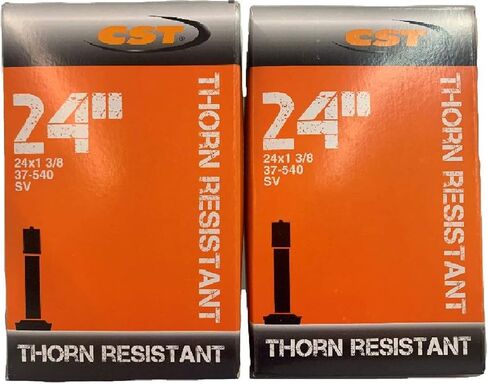 CST®
24"
24x1 3/8
37-540
SV
THORN RESISTANT
THORN RESISTANT
CST®
24"
24x1 3/8
37-540
SV
THORN RESISTANT
THORN RESISTANT